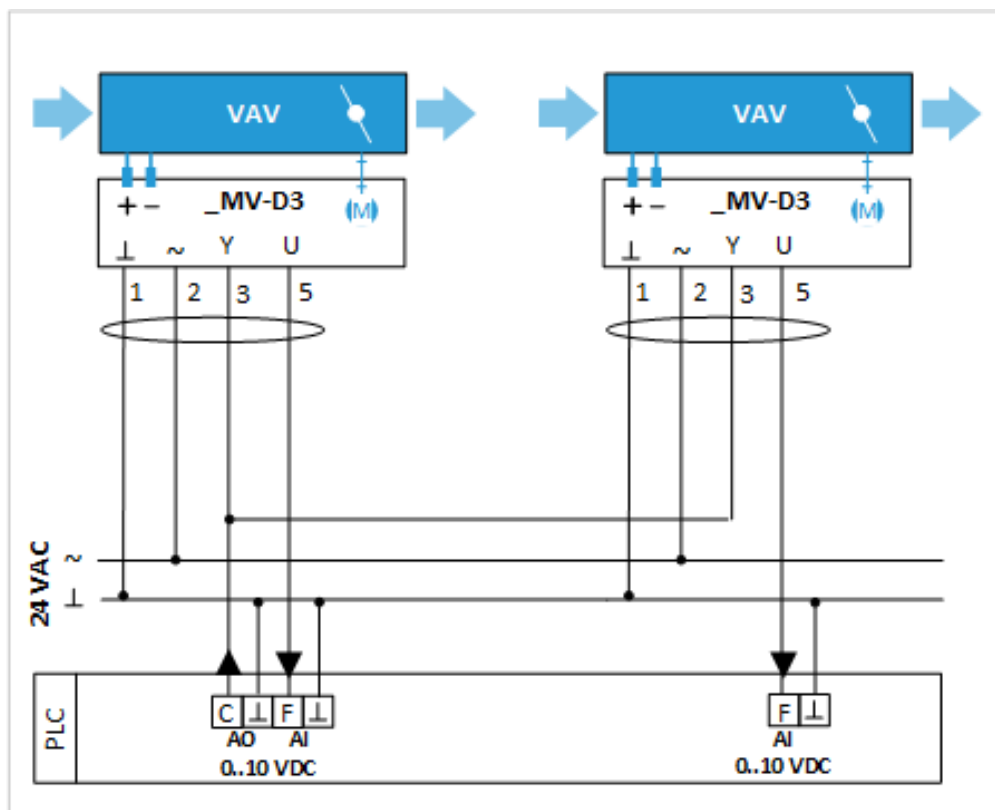 VAV VAV
+ − _MV-D3 (M) + − _MV-D3 (M)
⊥ ~ Y U ⊥ ~ Y U
1 2 3 5 1 2 3 5
24 VAC
~
⊥
PLC
C ⊥ F ⊥ F ⊥
AO AI AI
0..10 VDC 0..10 VDC